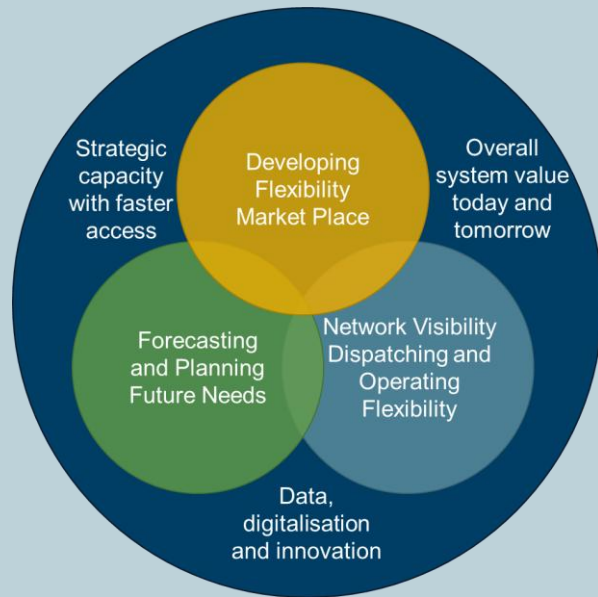 Strategic
capacity
with faster
access
Developing
Flexibility
Market Place
Overall
system value
today and
tomorrow
Forecasting
and Planning
Future Needs
Network Visibility
Dispatching and
Operating
Flexibility
Data,
digitalisation
and innovation